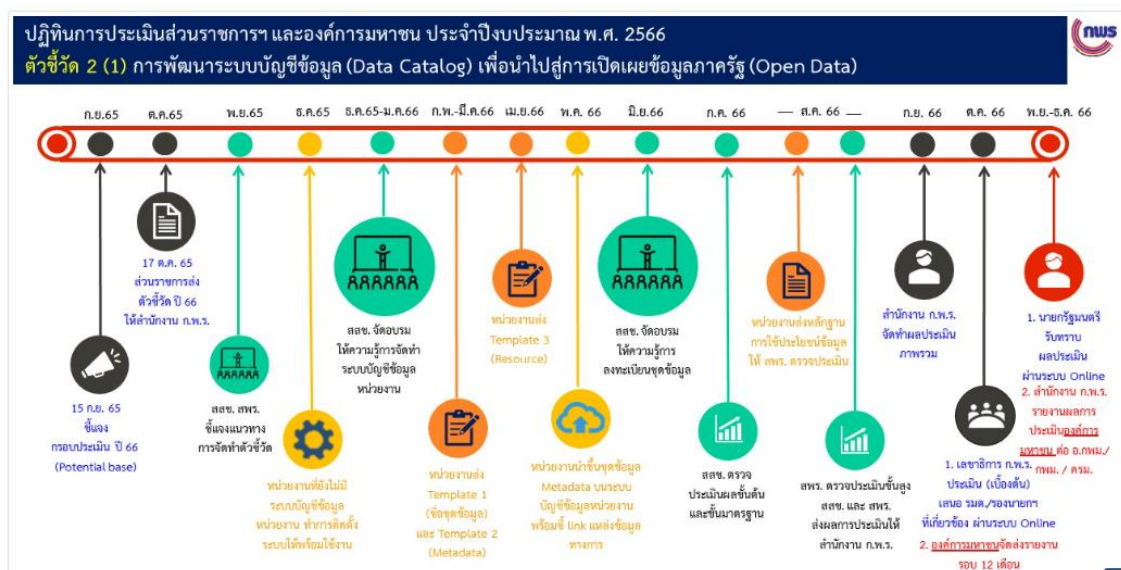 ปฏิทินการประเมินส่วนราชการฯ และองค์การมหาชน ประจำปีงบประมาณ พ.ศ. 2566
ตัวชี้วัด 2 (1) การพัฒนาระบบบัญชีข้อมูล (Data Catalog) เพื่อนำไปสู่การเปิดเผยข้อมูลภาครัฐ (Open Data)
กพร
ก.ย.65
ต.ค.65
พ.ย.65
ธ.ค.65
ธ.ค.65-ม.ค.66
ก.พ.-มี.ค.66
เม.ย.66
พ.ค. 66
มิ.ย.66
ก.ค. 66
— ส.ค. 66 —
ก.ย. 66
ต.ค. 66
พ.ย.-ธ.ค. 66
15 ก.ย. 65
ชี้แจง
กรอบประเมิน ปี 66
(Potential base)
17 ต.ค. 65
ส่วนราชการส่ง
ตัวชี้วัด ปี 66
ให้สำนักงาน ก.พ.ร.
สสช. สพร.
ชี้แจงแนวทาง
การจัดทำตัวชี้วัด
หน่วยงานที่ยังไม่มี
ระบบบัญชีข้อมูล
หน่วยงาน ทำการติดตั้ง
ระบบให้พร้อมใช้งาน
สสช. จัดอบรม
ให้ความรู้การจัดทำ
ระบบบัญชีข้อมูล
หน่วยงาน
หน่วยงานส่ง
Template 1
(ชื่อชุดข้อมูล)
และ Template 2
(Metadata)
หน่วยงานส่ง
Template 3
(Resource)
หน่วยงานนำขึ้นชุดข้อมูล
Metadata บนระบบ
บัญชีข้อมูลหน่วยงาน
พร้อมชี้ link แหล่งข้อมูล
ทางการ
สสช. จัดอบรม
ให้ความรู้การ
ลงทะเบียนชุดข้อมูล
สสช. ตรวจ
ประเมินผลขั้นต้น
และขั้นมาตรฐาน
หน่วยงานส่งหลักฐาน
การใช้ประโยชน์ข้อมูล
ให้ สพร. ตรวจประเมิน
สพร. ตรวจประเมินขั้นสูง
สสช. และ สพร.
ส่งผลการประเมินให้
สำนักงาน ก.พ.ร.
สำนักงาน ก.พ.ร.
จัดทำผลประเมิน
ภาพรวม
1. เลขาธิการ ก.พ.ร.
ประเมิน (เบื้องต้น)
เสนอ รมต./รองนายกฯ
ที่เกี่ยวข้อง ผ่านระบบ Online
2. องค์การมหาชนจัดส่งรายงาน
รอบ 12 เดือน
1. นายกรัฐมนตรี
รับทราบ
ผลประเมิน
ผ่านระบบ Online
2. สำนักงาน ก.พ.ร.
รายงานผลการ
ประเมินองค์การ
มหาชน ต่อ อ.กพม./
กพม. / ครม.